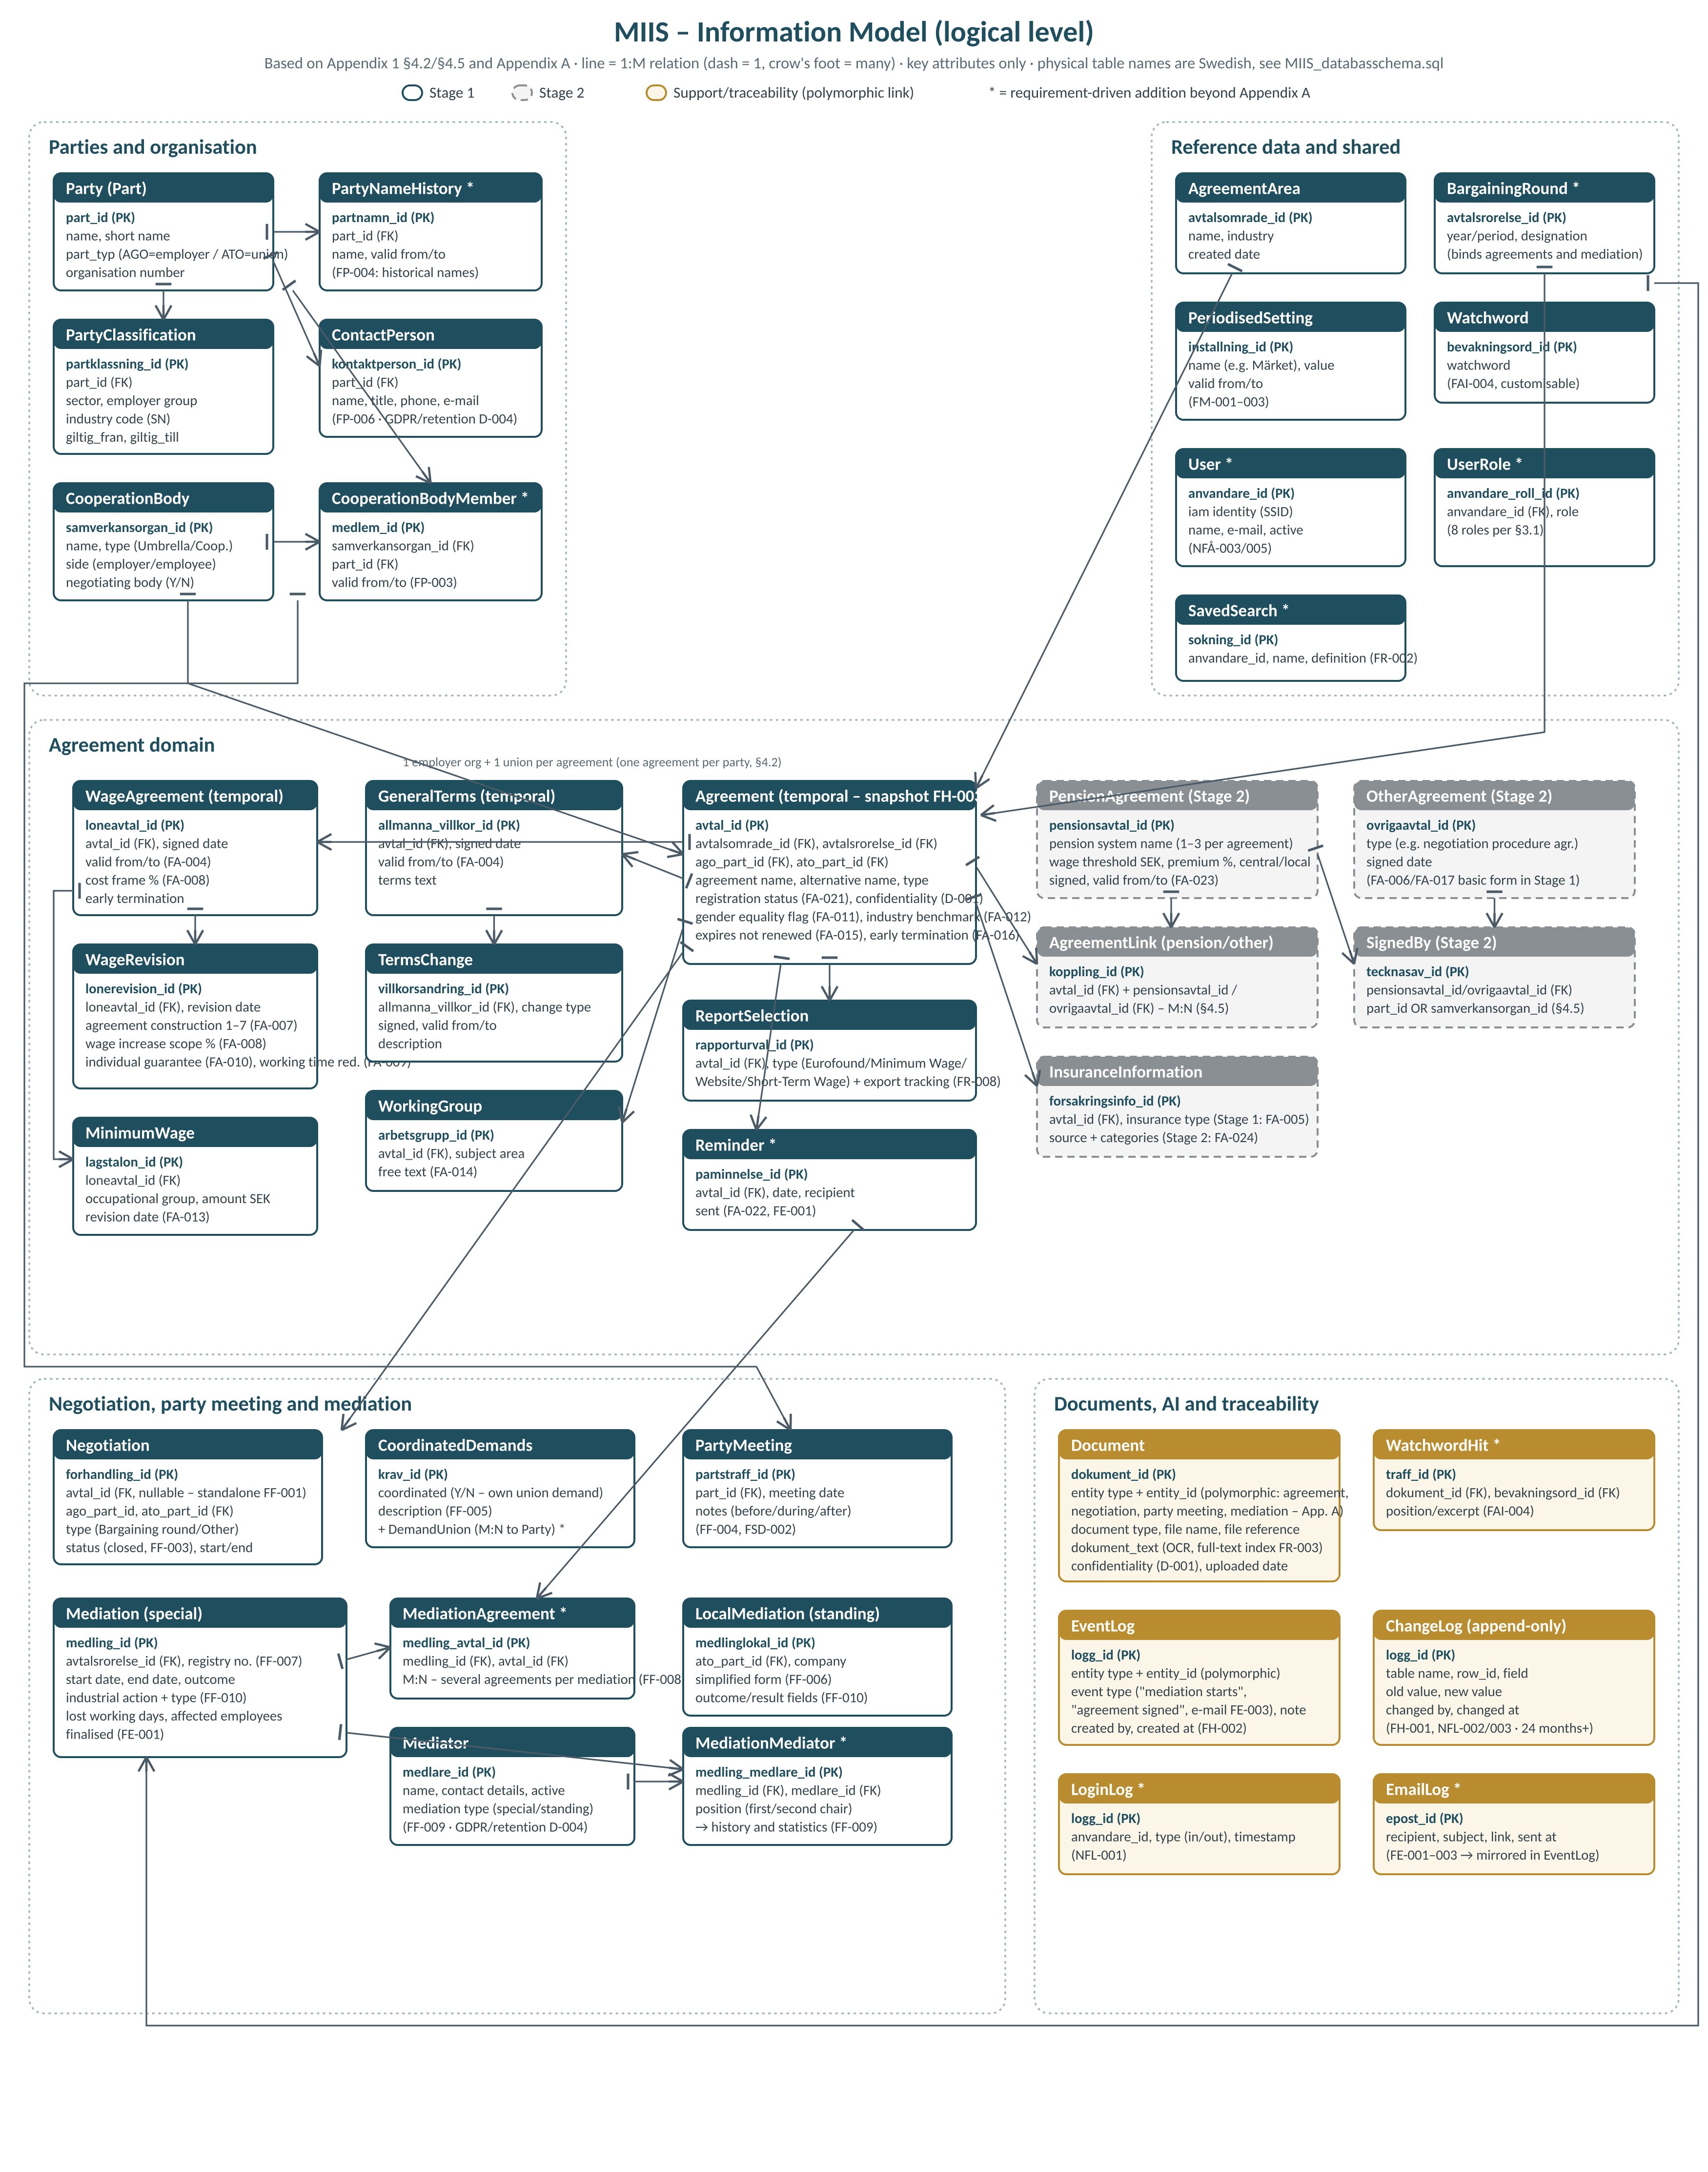 MIIS – Information Model (logical level)
Based on Appendix 1 §4.2/§4.5 and Appendix A · line = 1:M relation (dash = 1, crow's foot = many) · key attributes only · physical table names are Swedish, see MIIS_databasschema.sql
Stage 1
Stage 2
Support/traceability (polymorphic link)
* = requirement-driven addition beyond Appendix A
Parties and organisation
Party (Part)
part_id (PK)
name, short name
part_typ (AGO=employer / ATO=union)
organisation number
PartyNameHistory *
partnamn_id (PK)
part_id (FK)
name, valid from/to
(FP-004: historical names)
PartyClassification
partklassning_id (PK)
part_id (FK)
sector, employer group
industry code (SN)
giltig_fran, giltig_till
ContactPerson
kontaktperson_id (PK)
part_id (FK)
name, title, phone, e-mail
(FP-006 · GDPR/retention D-004)
CooperationBody
samverkansorgan_id (PK)
name, type (Umbrella/Coop.)
side (employer/employee)
negotiating body (Y/N)
CooperationBodyMember *
medlem_id (PK)
samverkansorgan_id (FK)
part_id (FK)
valid from/to (FP-003)
Reference data and shared
AgreementArea
avtalsomrade_id (PK)
name, industry
created date
BargainingRound *
avtalsrorelse_id (PK)
year/period, designation
(binds agreements and mediation)
PeriodisedSetting
installning_id (PK)
name (e.g. Märket), value
valid from/to
(FM-001–003)
Watchword
bevakningsord_id (PK)
watchword
(FAI-004, customisable)
User *
anvandare_id (PK)
iam identity (SSID)
name, e-mail, active
(NFÅ-003/005)
UserRole *
anvandare_roll_id (PK)
anvandare_id (FK), role
(8 roles per §3.1)
SavedSearch *
sokning_id (PK)
anvandare_id, name, definition (FR-002)
Agreement domain
1 employer org + 1 union per agreement (one agreement per party, §4.2)
WageAgreement (temporal)
loneavtal_id (PK)
avtal_id (FK), signed date
valid from/to (FA-004)
cost frame % (FA-008)
early termination
GeneralTerms (temporal)
allmanna_villkor_id (PK)
avtal_id (FK), signed date
valid from/to (FA-004)
terms text
Agreement (temporal – snapshot FH-003
avtal_id (PK)
avtalsomrade_id (FK), avtalsrorelse_id (FK)
ago_part_id (FK), ato_part_id (FK)
agreement name, alternative name, type
registration status (FA-021), confidentiality (D-001)
gender equality flag (FA-011), industry benchmark (FA-012)
expires not renewed (FA-015), early termination (FA-016)
PensionAgreement (Stage 2)
pensionsavtal_id (PK)
pension system name (1–3 per agreement)
wage threshold SEK, premium %, central/local
signed, valid from/to (FA-023)
OtherAgreement (Stage 2)
ovrigaavtal_id (PK)
type (e.g. negotiation procedure agr.)
signed date
(FA-006/FA-017 basic form in Stage 1)
WageRevision
lonerevision_id (PK)
loneavtal_id (FK), revision date
agreement construction 1–7 (FA-007)
wage increase scope % (FA-008)
individual guarantee (FA-010), working time red. (FA-009)
TermsChange
villkorsandring_id (PK)
allmanna_villkor_id (FK), change type
signed, valid from/to
description
ReportSelection
rapporturval_id (PK)
avtal_id (FK), type (Eurofound/Minimum Wage/
Website/Short-Term Wage) + export tracking (FR-008)
AgreementLink (pension/other)
koppling_id (PK)
avtal_id (FK) + pensionsavtal_id /
ovrigaavtal_id (FK) – M:N (§4.5)
SignedBy (Stage 2)
tecknasav_id (PK)
pensionsavtal_id/ovrigaavtal_id (FK)
part_id OR samverkansorgan_id (§4.5)
MinimumWage
lagstalon_id (PK)
loneavtal_id (FK)
occupational group, amount SEK
revision date (FA-013)
WorkingGroup
arbetsgrupp_id (PK)
avtal_id (FK), subject area
free text (FA-014)
Reminder *
paminnelse_id (PK)
avtal_id (FK), date, recipient
sent (FA-022, FE-001)
InsuranceInformation
forsakringsinfo_id (PK)
avtal_id (FK), insurance type (Stage 1: FA-005)
source + categories (Stage 2: FA-024)
Negotiation, party meeting and mediation
Negotiation
forhandling_id (PK)
avtal_id (FK, nullable – standalone FF-001)
ago_part_id, ato_part_id (FK)
type (Bargaining round/Other)
status (closed, FF-003), start/end
CoordinatedDemands
krav_id (PK)
coordinated (Y/N – own union demand)
description (FF-005)
+ DemandUnion (M:N to Party) *
PartyMeeting
partstraff_id (PK)
part_id (FK), meeting date
notes (before/during/after)
(FF-004, FSD-002)
Mediation (special)
medling_id (PK)
avtalsrorelse_id (FK), registry no. (FF-007)
start date, end date, outcome
industrial action + type (FF-010)
lost working days, affected employees
finalised (FE-001)
MediationAgreement *
medling_avtal_id (PK)
medling_id (FK), avtal_id (FK)
M:N – several agreements per mediation (FF-008
LocalMediation (standing)
medlinglokal_id (PK)
ato_part_id (FK), company
simplified form (FF-006)
outcome/result fields (FF-010)
Mediator
medlare_id (PK)
name, contact details, active
mediation type (special/standing)
(FF-009 · GDPR/retention D-004)
MediationMediator *
medling_medlare_id (PK)
medling_id (FK), medlare_id (FK)
position (first/second chair)
→ history and statistics (FF-009)
Documents, AI and traceability
Document
dokument_id (PK)
entity type + entity_id (polymorphic: agreement,
negotiation, party meeting, mediation – App. A)
document type, file name, file reference
dokument_text (OCR, full-text index FR-003)
confidentiality (D-001), uploaded date
WatchwordHit *
traff_id (PK)
dokument_id (FK), bevakningsord_id (FK)
position/excerpt (FAI-004)
EventLog
logg_id (PK)
entity type + entity_id (polymorphic)
event type ("mediation starts",
"agreement signed", e-mail FE-003), note
created by, created at (FH-002)
ChangeLog (append-only)
logg_id (PK)
table name, row_id, field
old value, new value
changed by, changed at
(FH-001, NFL-002/003 · 24 months+)
LoginLog *
logg_id (PK)
anvandare_id, type (in/out), timestamp
(NFL-001)
EmailLog *
epost_id (PK)
recipient, subject, link, sent at
(FE-001–003 → mirrored in EventLog)